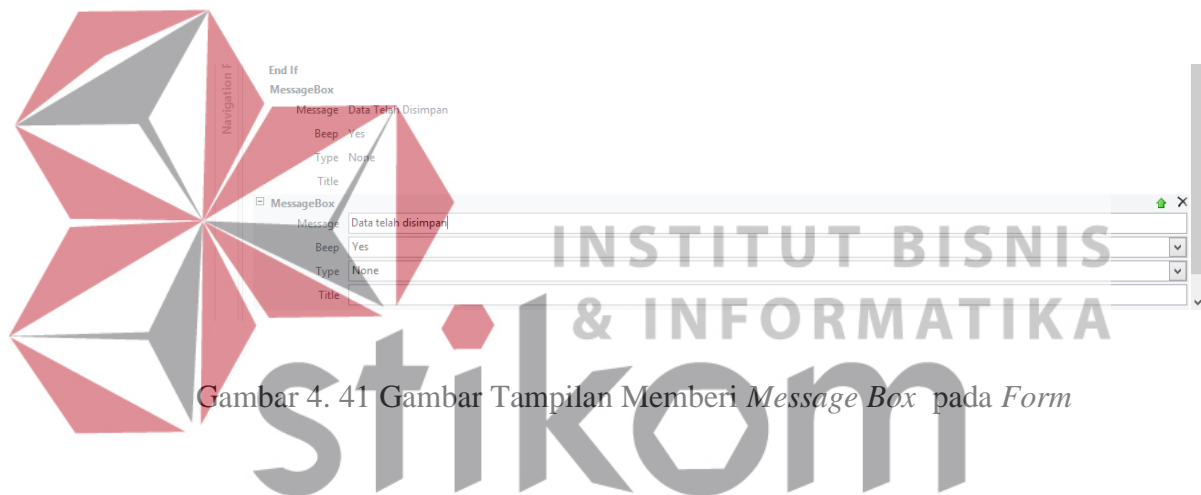 Navigation P
End If
MessageBox
Message Data Telah Disimpan
Beep Yes
Type None
Title
MessageBox
Message Data telah disimpan
Beep Yes
Type None
Title
INSTITUT BISNIS
& INFORMATIKA
stikom
Gambar 4. 41 Gambar Tampilan Memberi Message Box pada Form